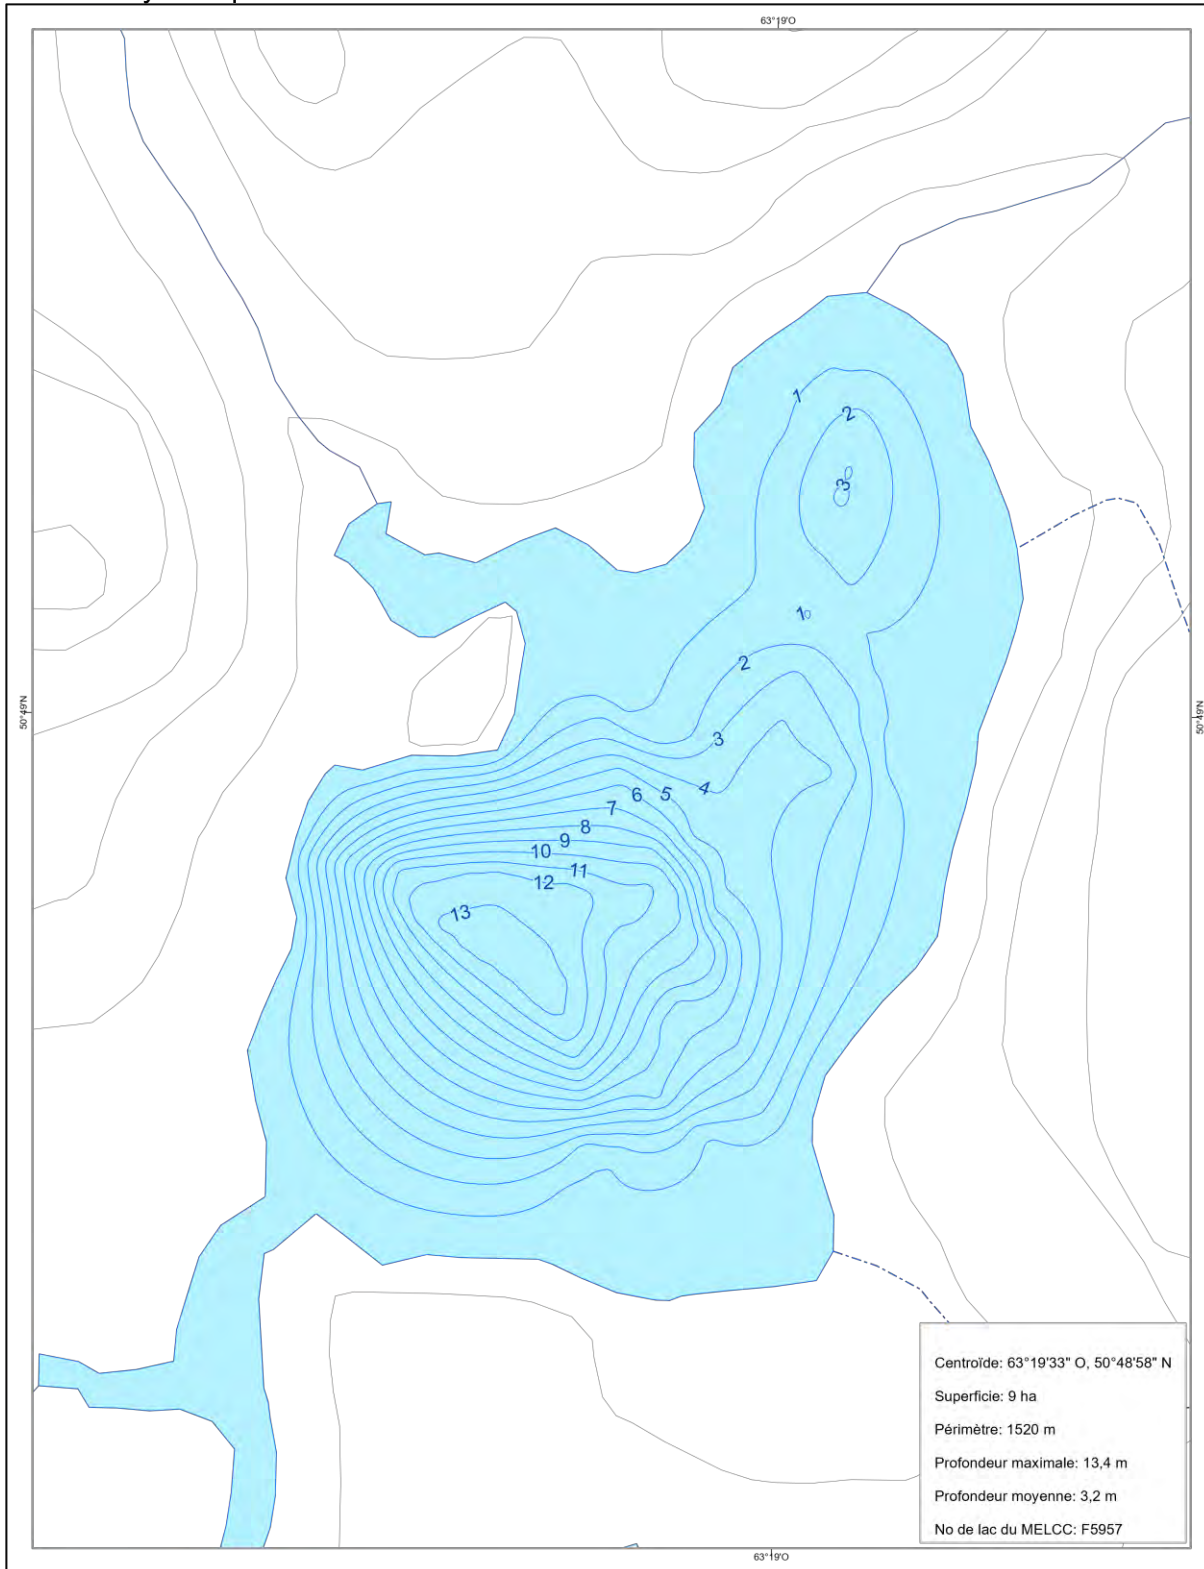 63°19'O
1
2
3
1
2
50°49'N
50°49'N
3
4
5
6
7
8
9
10
11
12
13
Centroïde: 63°19'33" O, 50°48'58" N
Superficie: 9 ha
Périmètre: 1520 m
Profondeur maximale: 13,4 m
Profondeur moyenne: 3,2 m
No de lac du MELCC: F5957
63°19'O